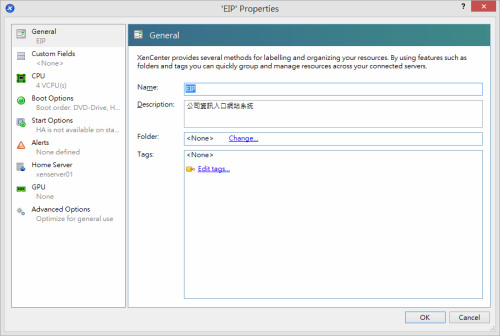 'EIP' Properties
?
General
EIP
Custom Fields
<None>
CPU
4 VCPU(s)
Boot Options
Boot order: DVD-Drive, H...
Start Options
HA is not available on sta...
Alerts
None defined
Home Server
xenserver01
GPU
None
Advanced Options
Optimize for general use
General
XenCenter provides several methods for labelling and organizing your resources. By using features such as
folders and tags you can quickly group and manage resources across your connected servers.
Name: EIP
Description: 公司資訊入口網站系統
Folder: <None> Change...
Tags: <None>
Edit tags...
OK Cancel